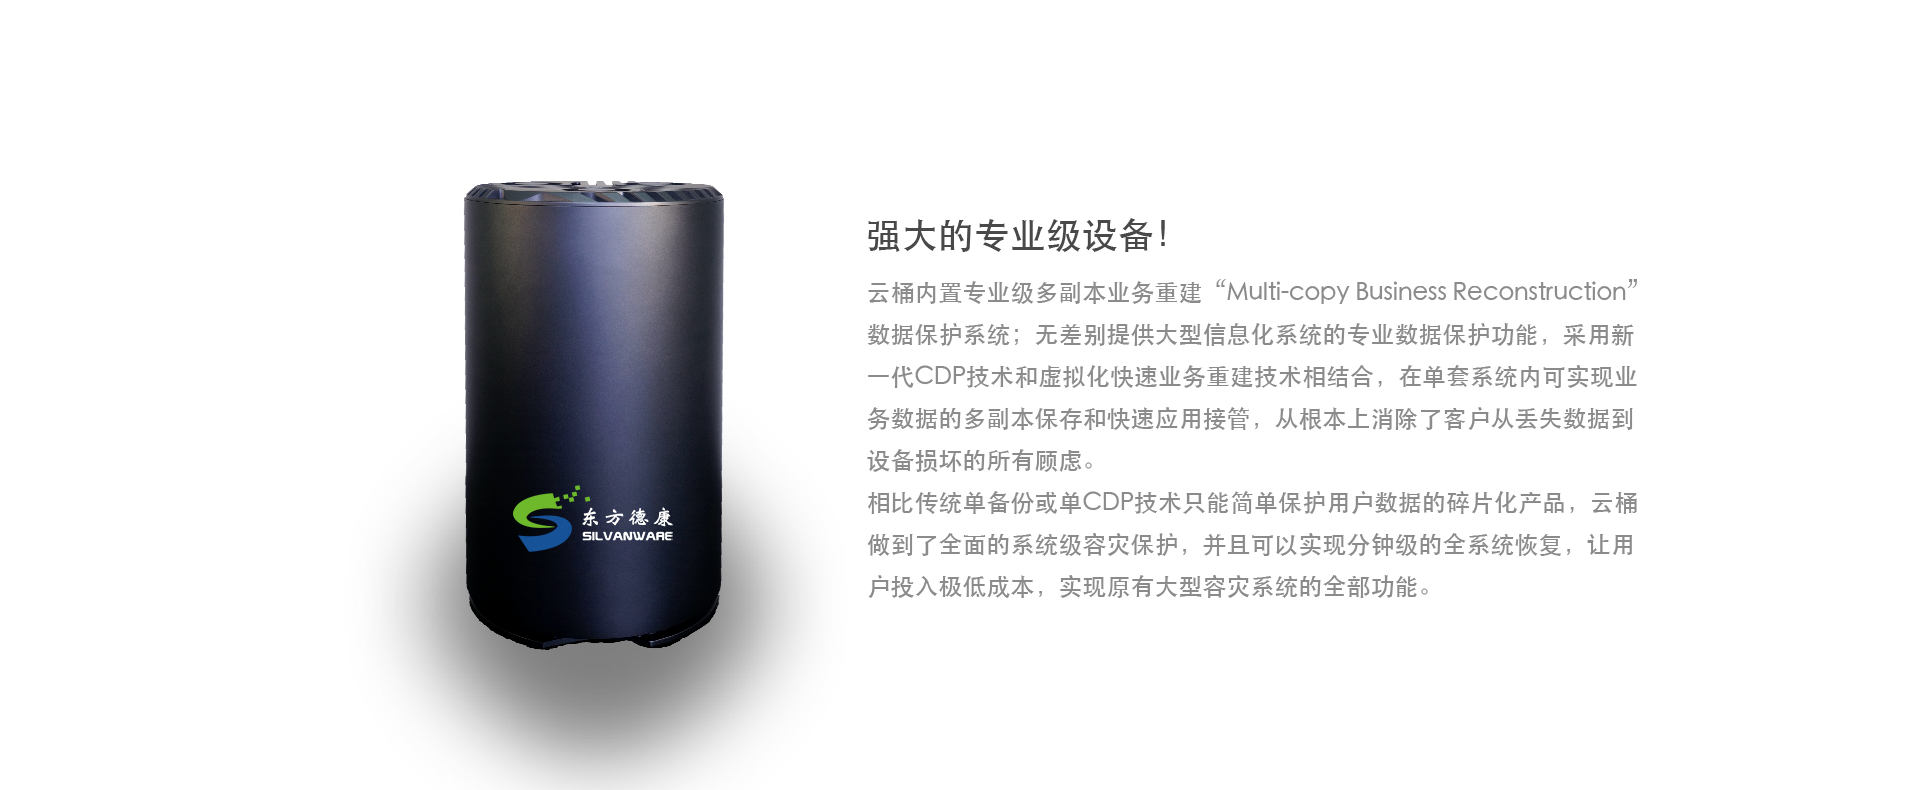 强大的专业级设备！
云桶内置专业级多副本业务重建“Multi-copy Business Reconstruction”
数据保护系统；无差别提供大型信息化系统的专业数据保护功能，采用新
一代CDP技术和虚拟化快速业务重建技术相结合，在单套系统内可实现业
务数据的多副本保存和快速应用接管，从根本上消除了客户从丢失数据到
设备损坏的所有顾虑。
相比传统单备份或单CDP技术只能简单保护用户数据的碎片化产品，云桶
做到了全面的系统级容灾保护，并且可以实现分钟级的全系统恢复，让用
户投入极低成本，实现原有大型容灾系统的全部功能。
东方德康
SILVANWARE